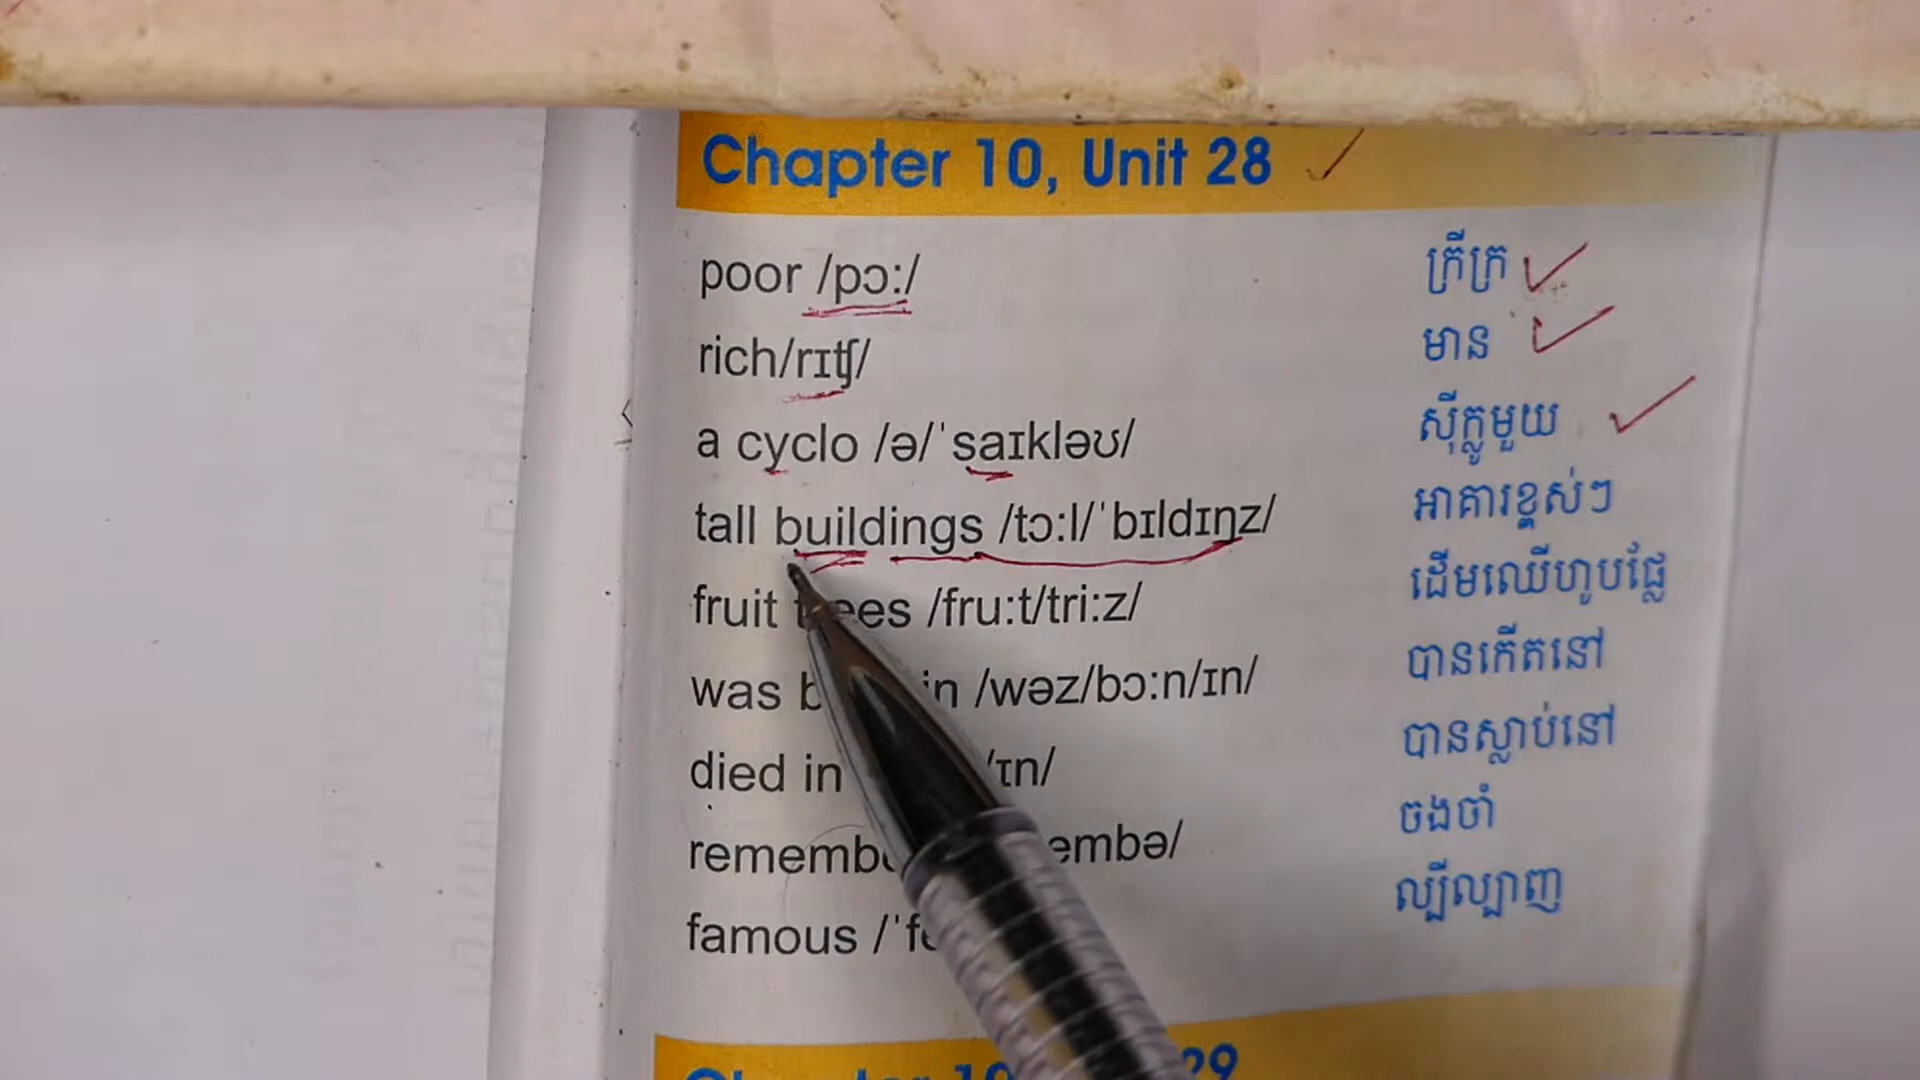 Chapter 10, Unit 28
poor /pɔ:/ ក្រីក្រ
rich/rɪʧ/ មាន
a cyclo /ə/ˈsaɪkləʊ/ ស៊ីក្លូមួយ
tall buildings /tɔ:l/ˈbɪldɪŋz/ អាគារខ្ពស់ៗ
fruit trees /fru:t/tri:z/ ដើមឈើហូបផ្លែ
was in /wəz/bɔ:n/ɪn/ បានកើតនៅ
died in /ɪn/ បានស្លាប់នៅ
embə/ ចងចាំ
famous ល្បីល្បាញ
29